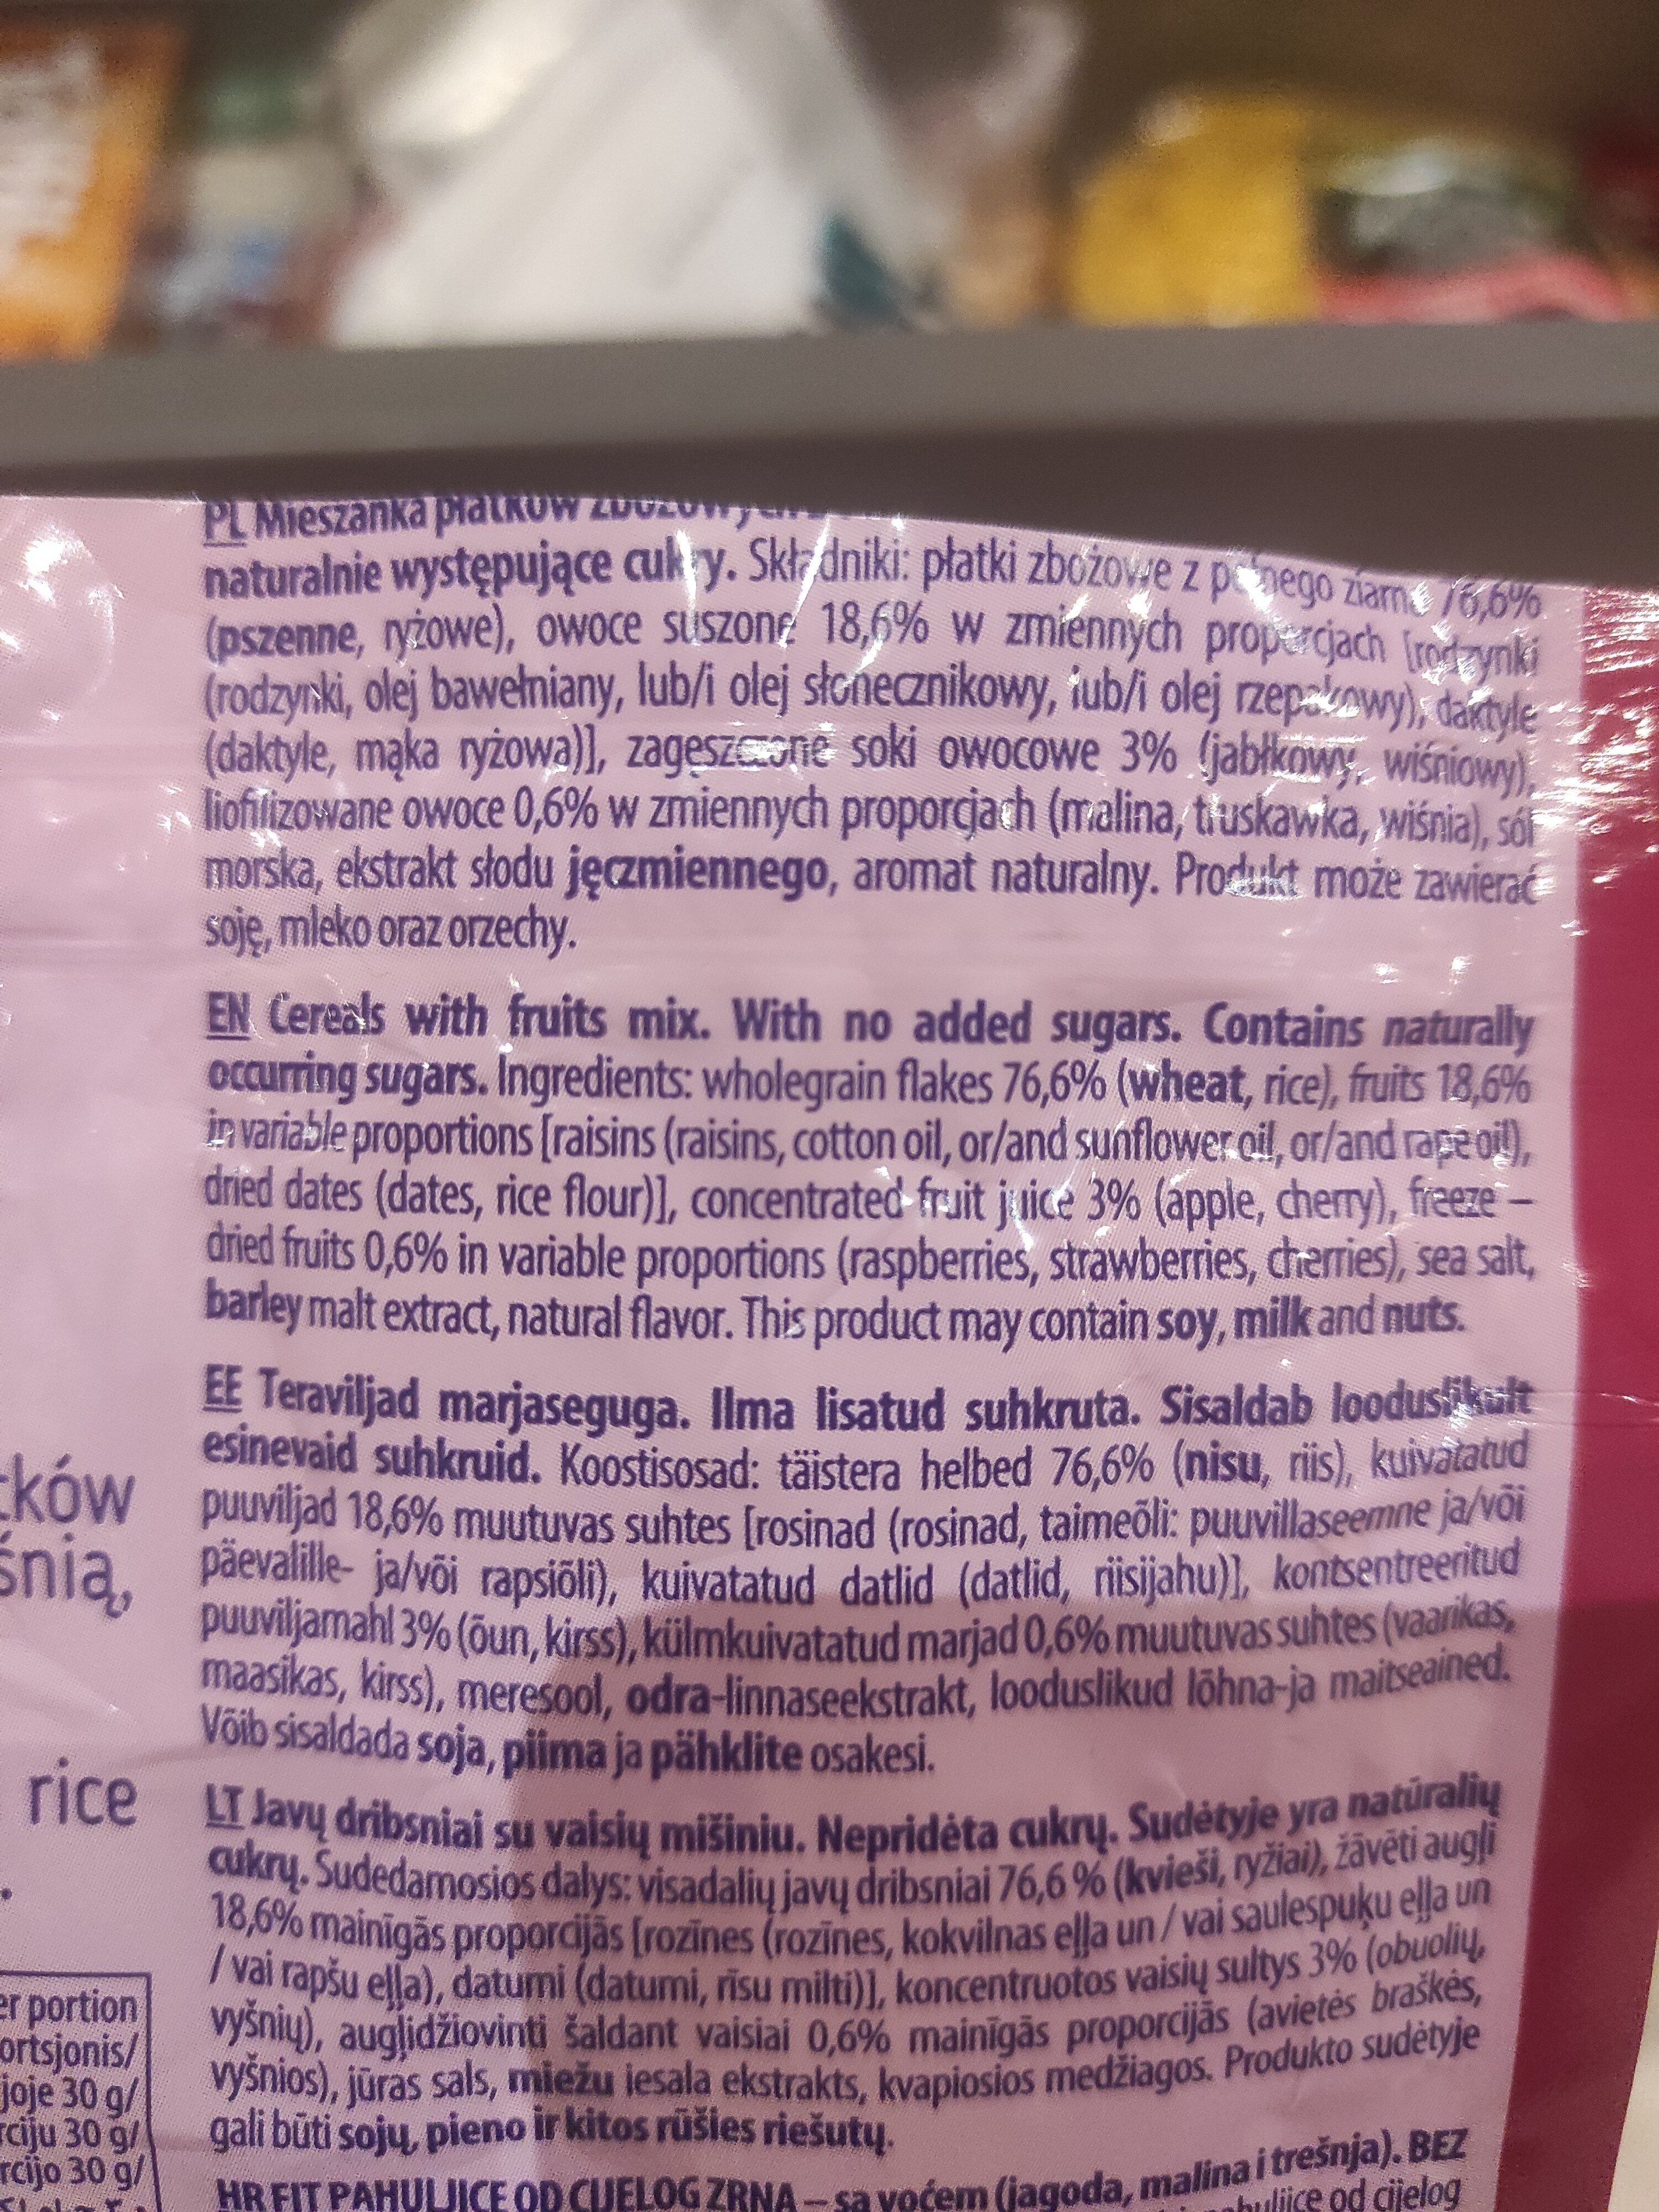 PL Mieszanka płatków zbożowych
naturalnie występujące cukry. Składniki: płatki zbożowe z pełnego ziarna 76,6%
(pszenne, ryżowe), owoce suszone 18,6% w zmiennych proporcjach [rodzynki
(rodzynki, olej bawełniany, lub/i olej słonecznikowy, lub/i olej rzepakowy), daktyle
(daktyle, mąka ryżowa)], zagęszczone soki owocowe 3% (jabłkowy, wiśniowy),
liofilizowane owoce 0,6% w zmiennych proporcjach (malina, truskawka, wiśnia), sól
morska, ekstrakt słodu jęczmiennego, aromat naturalny. Produkt może zawierać
soję, mleko oraz orzechy.
EN Cereals with fruits mix. With no added sugars. Contains naturally
occurring sugars. Ingredients: wholegrain flakes 76,6% (wheat, rice), fruits 18,6%
in variable proportions [raisins (raisins, cotton oil, or/and sunflower oil, or/and rape oil),
dried dates (dates, rice flour)], concentrated fruit juice 3% (apple, cherry), freeze –
dried fruits 0,6% in variable proportions (raspberries, strawberries, cherries), sea salt,
barley malt extract, natural flavor. This product may contain soy, milk and nuts.
EE Teraviljad marjaseguga. Ilma lisatud suhkruta. Sisaldab looduslikult
esinevaid suhkruid. Koostisosad: täistera helbed 76,6% (nisu, riis), kuivatatud
puuviljad 18,6% muutuvas suhtes [rosinad (rosinad, taimeõli: puuvillaseemne ja/või
päevalille- ja/või rapsiõli), kuivatatud datlid (datlid, riisijahu)], kontsentreeritud
puuviljamahl 3% (õun, kirss), külmkuivatatud marjad 0,6% muutuvas suhtes (vaarikas,
maasikas, kirss), meresool, odra-linnaseekstrakt, looduslikud lõhna-ja maitseained.
Võib sisaldada soja, piima ja pähklite osakesi.
LT Javų dribsniai su vaisių mišiniu. Nepridėta cukrų. Sudėtyje yra natūralių
cukrų. Sudedamosios dalys: visadalių javų dribsniai 76,6 % (kvieši, ryžiai), žāvēti augļi
18,6% mainīgās proporcijās [rozīnes (rozīnes, kokvilnas eļļa un / vai saulespuķu eļļa un
/ vai rapšu eļļa), datumi (datumi, rīsu milti)], koncentruotos vaisių sultys 3% (obuolių,
vyšnių), augļidžiovinti šaldant vaisiai 0,6% mainīgās proporcijās (avietės braškės,
vyšnios), jūras sals, miežu iesala ekstrakts, kvapiosios medžiagos. Produkto sudėtyje
gali būti sojų, pieno ir kitos rūšies riešutų.
HR FIT PAHULJICE OD CIJELOG ZRNA – sa voćem (jagoda, malina i trešnja). BEZ
pahuljice od cijelog
tków
śnią,
rice
.
er portion
ortsjonis/
joje 30 g/
rciju 30 g/
rcijo 30 g/